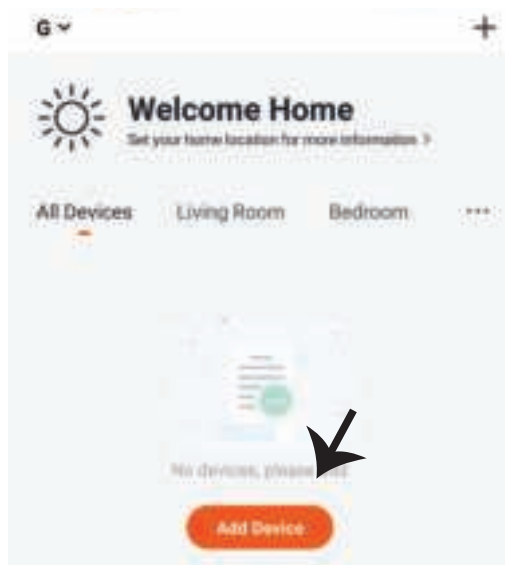 G
Welcome Home
Set your home location for more information >
All Devices Living Room Bedroom ...
No devices, please
Add Device